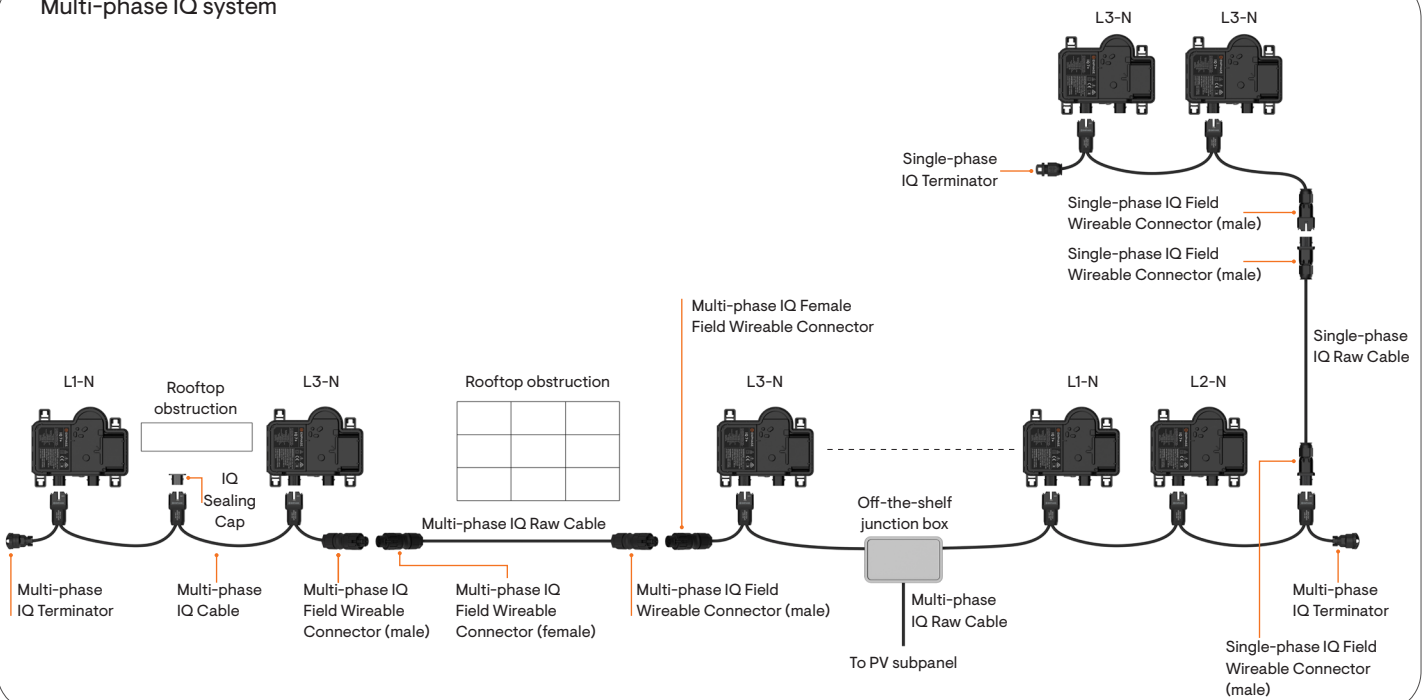 Multi-phase IQ system
L3-N
L3-N
Single-phase
IQ Terminator
Single-phase IQ Field
Wireable Connector (male)
Single-phase IQ Field
Wireable Connector (male)
Multi-phase IQ Female
Field Wireable Connector
Single-phase
IQ Raw Cable
L1-N
Rooftop
obstruction
L3-N
Rooftop obstruction
L3-N
L1-N
L2-N
IQ
Sealing
Cap
Multi-phase IQ Raw Cable
Off-the-shelf
junction box
Multi-phase
IQ Terminator
Multi-phase
IQ Cable
Multi-phase IQ
Field Wireable
Connector (male)
Multi-phase IQ
Field Wireable
Connector (female)
Multi-phase IQ Field
Wireable Connector (male)
Multi-phase
IQ Raw Cable
Multi-phase
IQ Terminator
To PV subpanel
Single-phase IQ Field
Wireable Connector
(male)